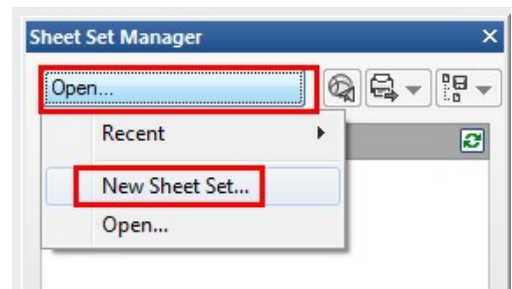 Sheet Set Manager
Open...
Recent
New Sheet Set...
Open...